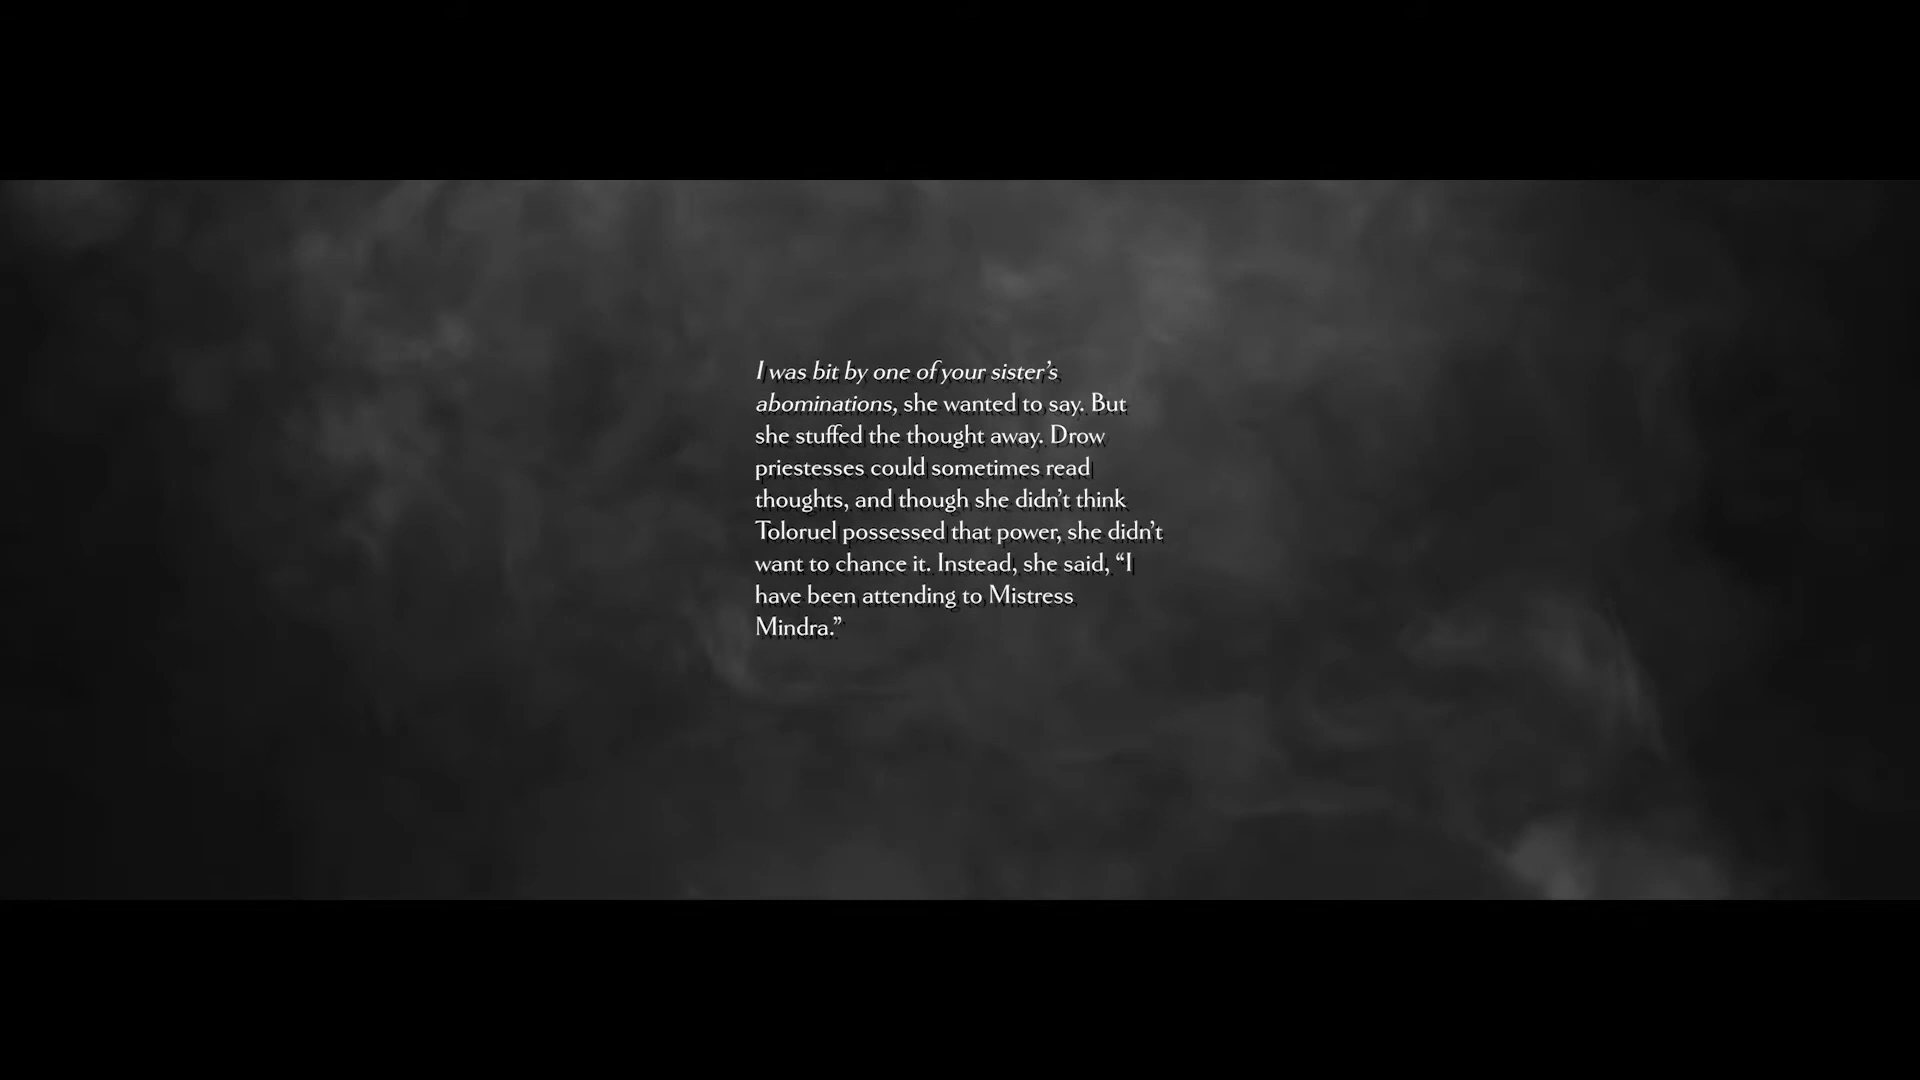 I was bit by one of your sister’s
abominations, she wanted to say. But
she stuffed the thought away. Drow
priestesses could sometimes read
thoughts, and though she didn’t think
Toloruel possessed that power, she didn’t
want to chance it. Instead, she said, “I
have been attending to Mistress
Mindra.”